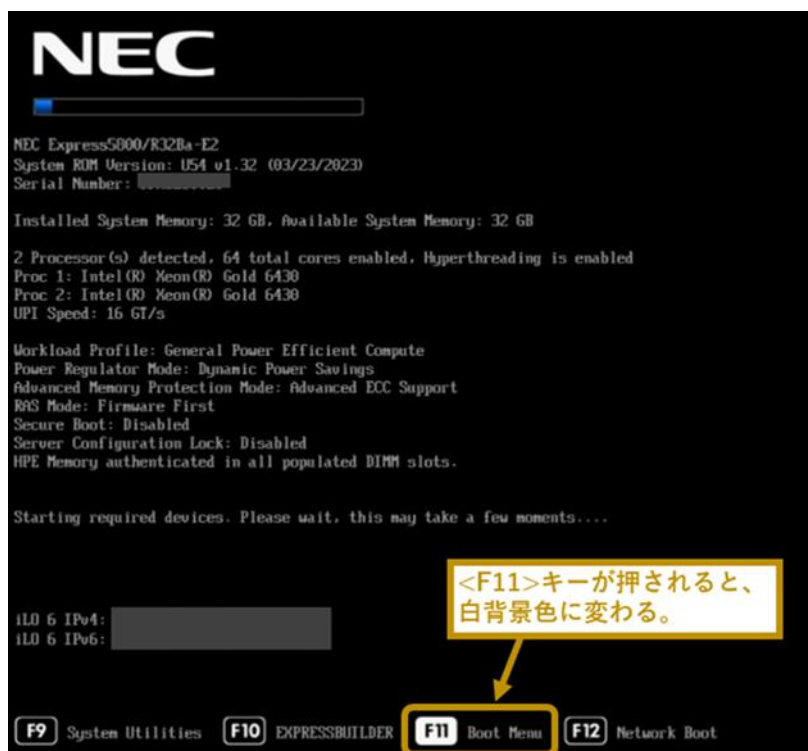 NEC
NEC Express5800/R32Ba-E2
System ROM Version: U54 v1.32 (03/23/2023)
Serial Number:
Installed System Memory: 32 GB, Available System Memory: 32 GB
2 Processor(s) detected, 64 total cores enabled, Hyperthreading is enabled
Proc 1: Intel(R) Xeon(R) Gold 6430
Proc 2: Intel(R) Xeon(R) Gold 6430
UPI Speed: 16 GT/s
Workload Profile: General Power Efficient Compute
Power Regulator Mode: Dynamic Power Savings
Advanced Memory Protection Mode: Advanced ECC Support
RAS Mode: Firmware First
Secure Boot: Disabled
Server Configuration Lock: Disabled
HPE Memory authenticated in all populated DIMM slots.
Starting required devices. Please wait, this may take a few moments....
<F11>キーが押されると、
白背景色に変わる。
iLO 6 IPv4:
iLO 6 IPv6:
F9 System Utilities F10 EXPRESSBUILDER F11 Boot Menu F12 Network Boot